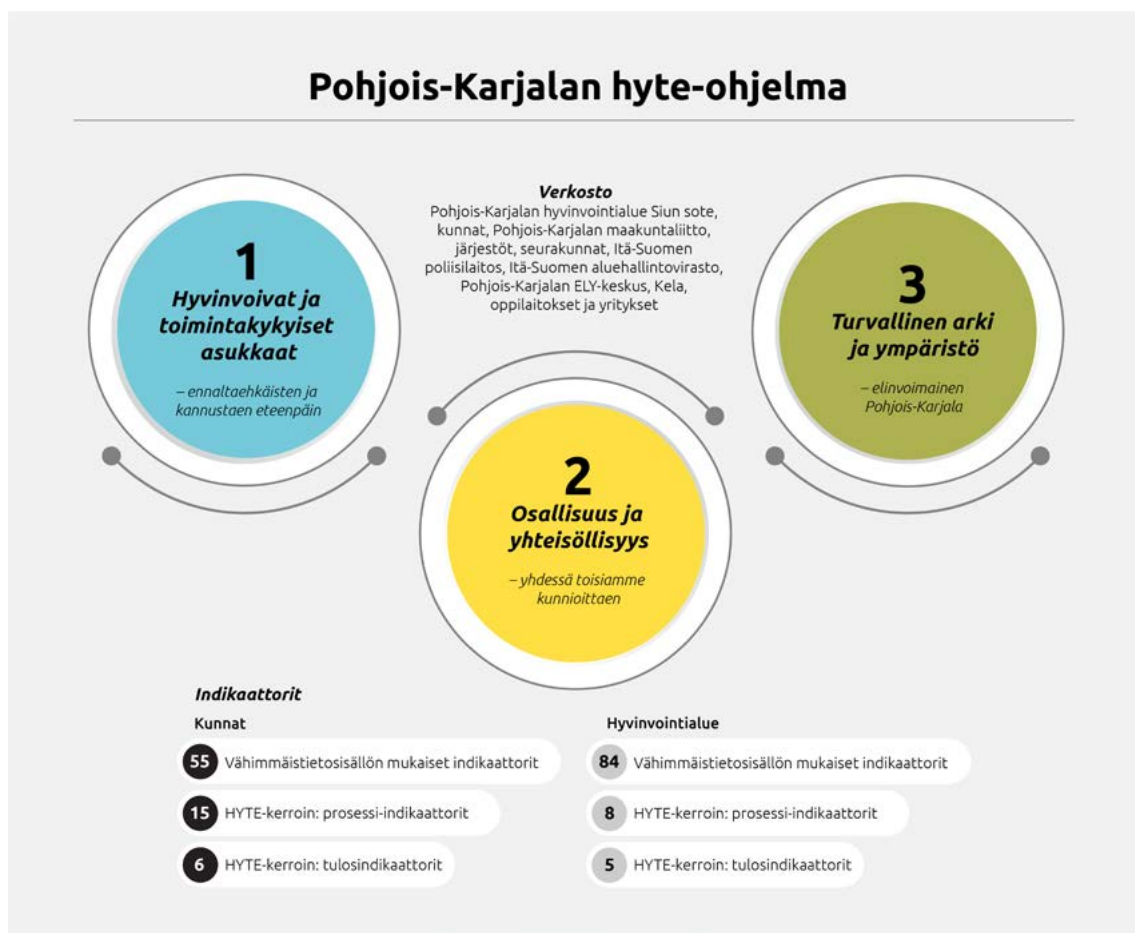 Pohjois-Karjalan hyte-ohjelma
1
Hyvinvoivat ja
toimintakykyiset
asukkaat
– ennaltaehkäisten ja
kannustaen eteenpäin
Verkosto
Pohjois-Karjalan hyvinvointialue Siun sote,
kunnat, Pohjois-Karjalan maakuntaliitto,
järjestöt, seurakunnat, Itä-Suomen
poliisilaitos, Itä-Suomen aluehallintovirasto,
Pohjois-Karjalan ELY-keskus, Kela,
oppilaitokset ja yritykset
2
Osallisuus ja
yhteisöllisyys
– yhdessä toisiamme
kunnioittaen
3
Turvallinen arki
ja ympäristö
– elinvoimainen
Pohjois-Karjala
Indikaattorit
Kunnat
55 Vähimmäistietosisällön mukaiset indikaattorit
15 HYTE-kerroin: prosessi-indikaattorit
6 HYTE-kerroin: tulosindikaattorit
Hyvinvointialue
84 Vähimmäistietosisällön mukaiset indikaattorit
8 HYTE-kerroin: prosessi-indikaattorit
5 HYTE-kerroin: tulosindikaattorit